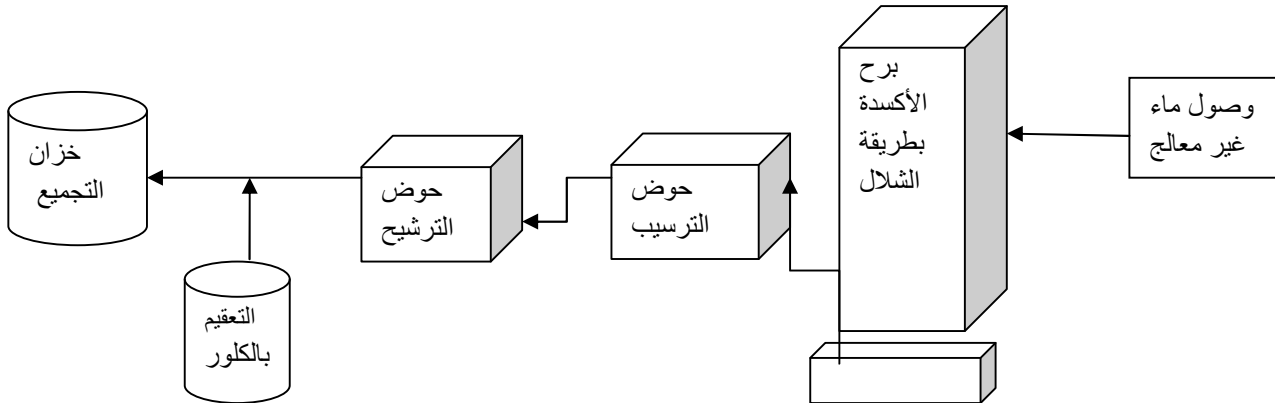 وصول ماء
غير معالج
برح
الأكسدة
بطريقة
الشلال
حوض
الترسيب
حوض
الترشيح
التعقيم
بالكلور
خزان
التجميع